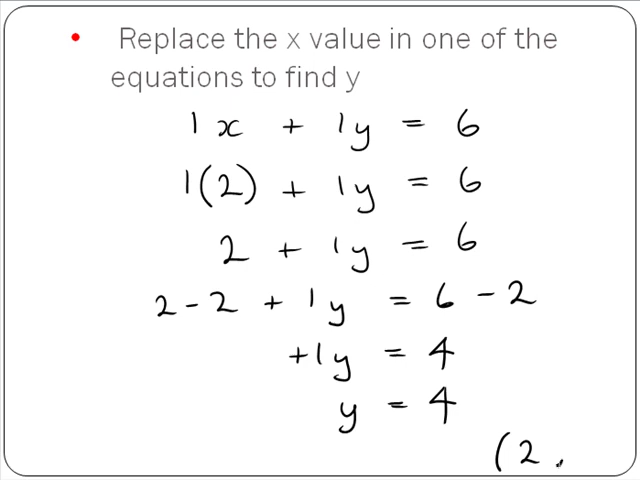 • Replace the x value in one of the
equations to find y
1x + 1y = 6
1(2) + 1y = 6
2 + 1y = 6
2 - 2 + 1y = 6 - 2
+1y = 4
y = 4
(2 ,